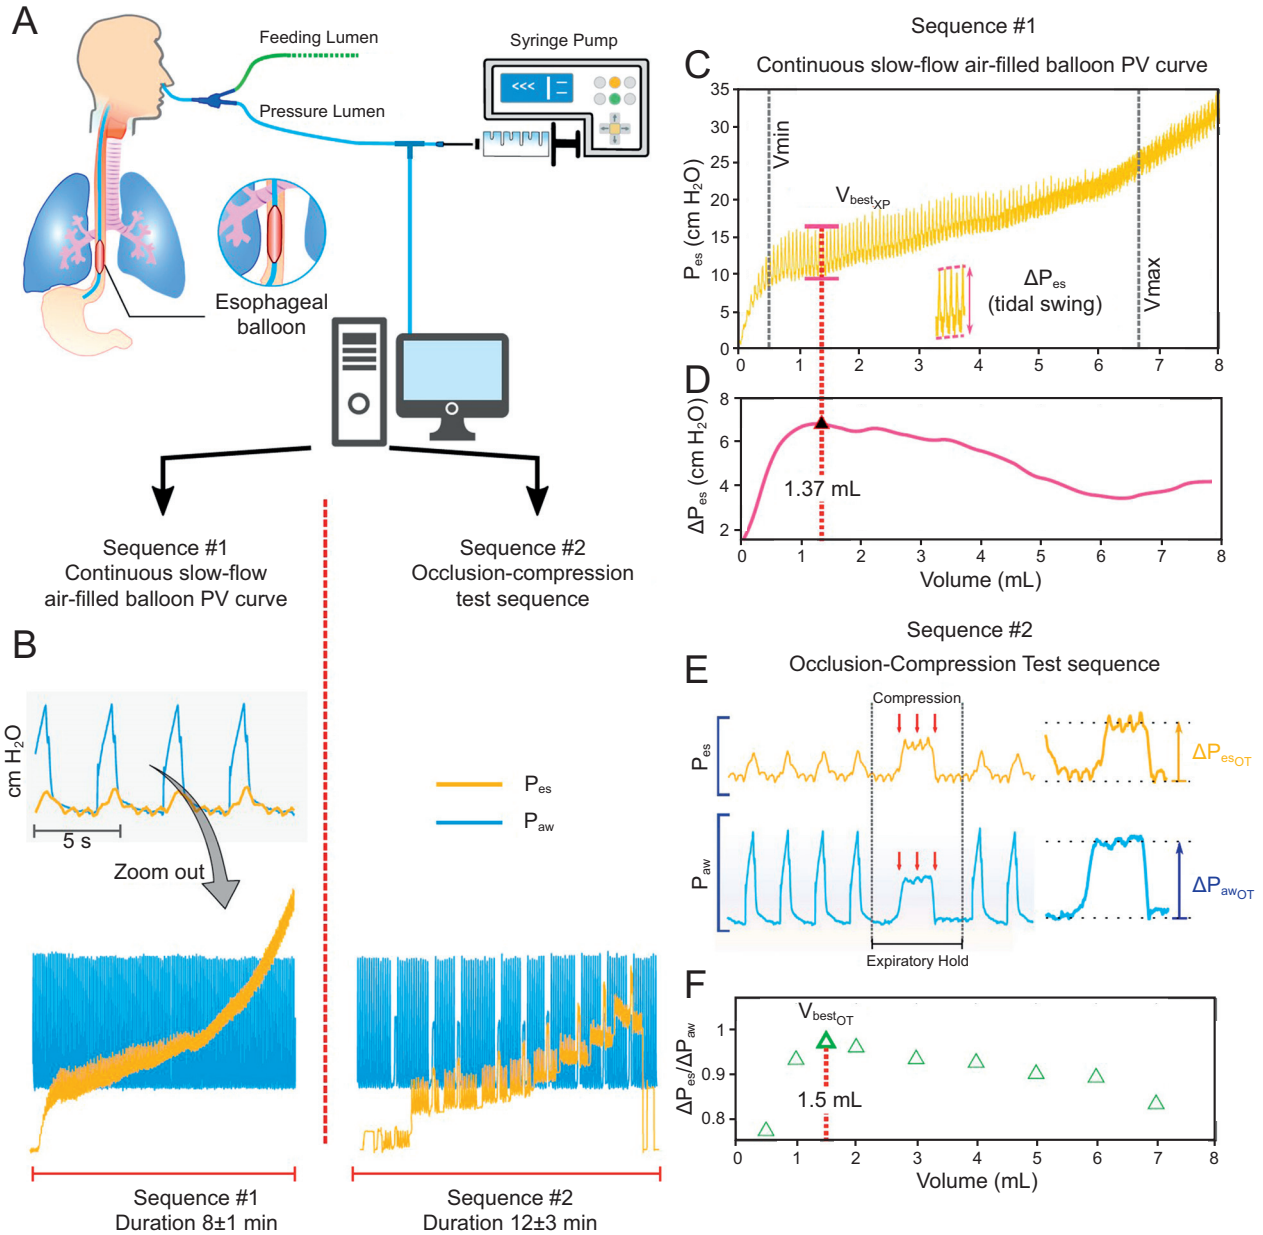 A
Feeding Lumen
Pressure Lumen
Syringe Pump
<<<
Esophageal
balloon
Sequence #1
Continuous slow-flow
air-filled balloon PV curve
Sequence #2
Occlusion-compression
test sequence
B
cm H2O
5 s
Zoom out
Pes
Paw
Sequence #1
Duration 8±1 min
Sequence #2
Duration 12±3 min
Sequence #1
C
Continuous slow-flow air-filled balloon PV curve
Pes (cm H2O)
35
30
25
20
15
10
5
0
Vmin
VbestXP
ΔPes
(tidal swing)
Vmax
0 1 2 3 4 5 6 7 8
D
ΔPes (cm H2O)
8
6
4
2
1.37 mL
0 1 2 3 4 5 6 7 8
Volume (mL)
Sequence #2
E
Occlusion-Compression Test sequence
Compression
Pes
ΔPesOT
Paw
ΔPawOT
Expiratory Hold
F
ΔPes/ΔPaw
1
0.9
0.8
VbestOT
1.5 mL
0 1 2 3 4 5 6 7 8
Volume (mL)